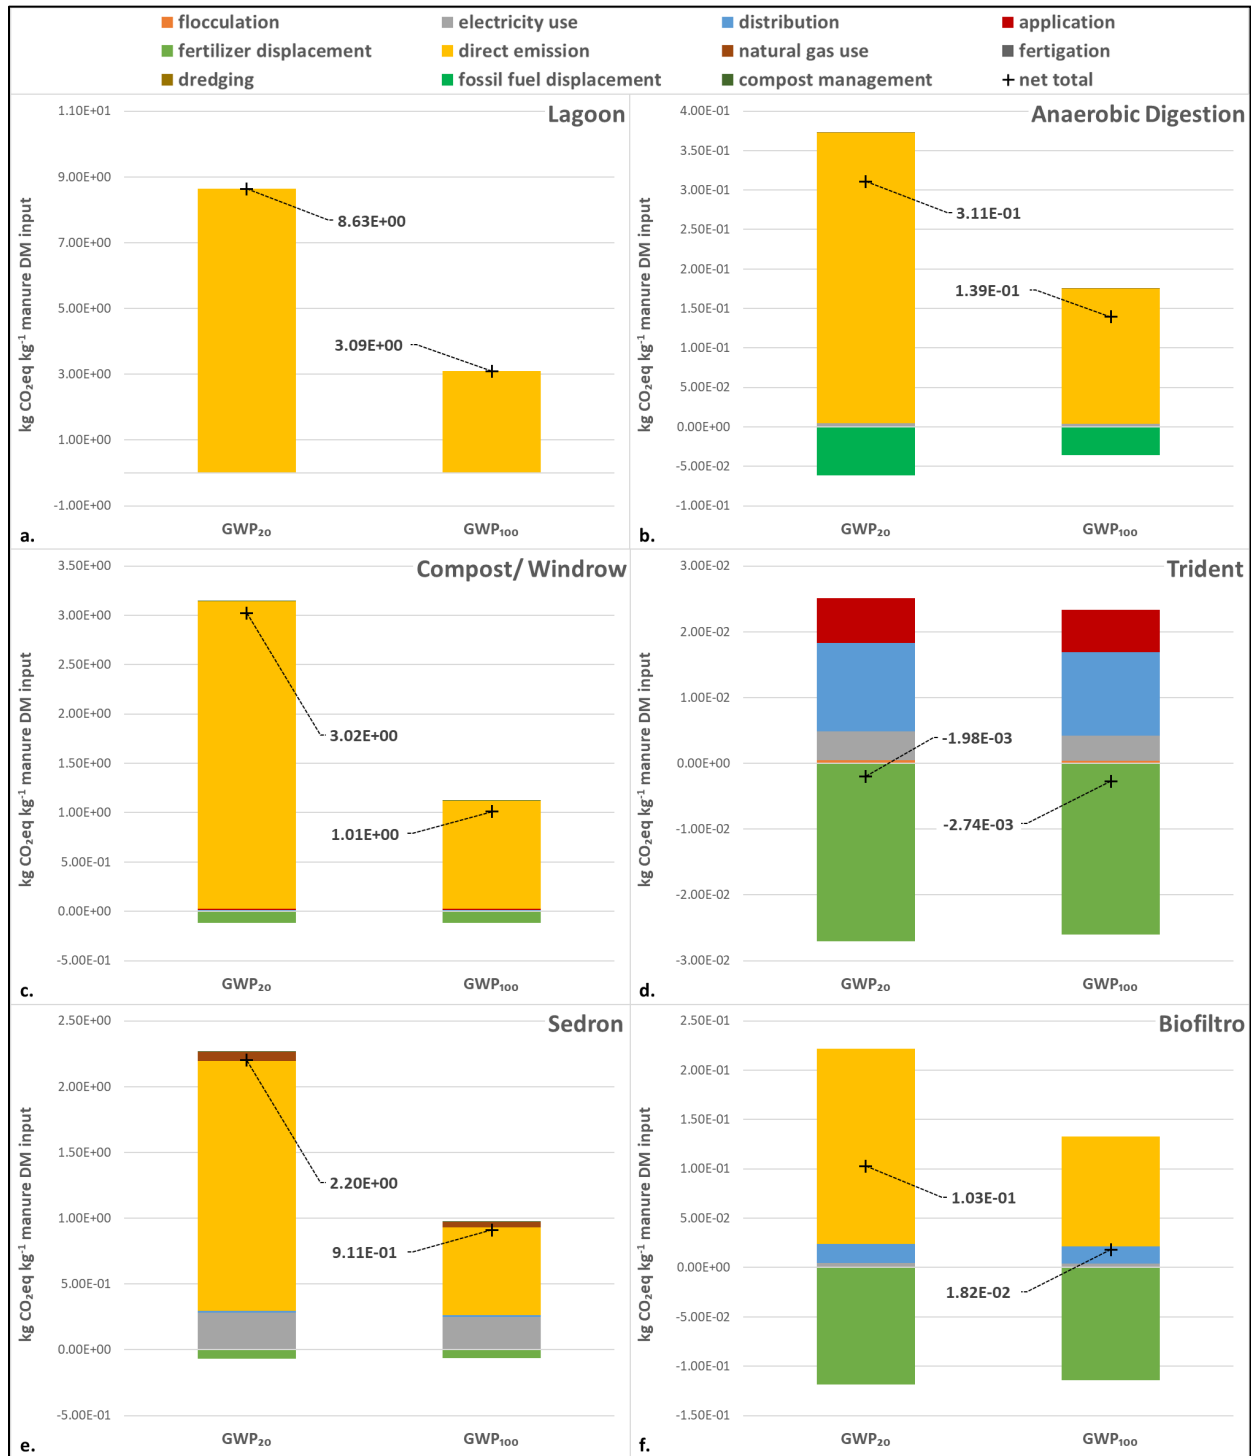 flocculation electricity use distribution application
fertilizer displacement direct emission natural gas use fertigation
dredging fossil fuel displacement compost management net total
Lagoon
kg CO₂eq kg⁻¹ manure DM input
1.10E+01
9.00E+00
7.00E+00
5.00E+00
3.00E+00
1.00E+00
-1.00E+00
8.63E+00
3.09E+00
GWP₂₀ GWP₁₀₀
a.
Anaerobic Digestion
kg CO₂eq kg⁻¹ manure DM input
4.00E-01
3.50E-01
3.00E-01
2.50E-01
2.00E-01
1.50E-01
1.00E-01
5.00E-02
0.00E+00
-5.00E-02
-1.00E-01
3.11E-01
1.39E-01
GWP₂₀ GWP₁₀₀
b.
Compost/ Windrow
kg CO₂eq kg⁻¹ manure DM input
3.50E+00
3.00E+00
2.50E+00
2.00E+00
1.50E+00
1.00E+00
5.00E-01
0.00E+00
-5.00E-01
3.02E+00
1.01E+00
GWP₂₀ GWP₁₀₀
c.
Trident
kg CO₂eq kg⁻¹ manure DM input
3.00E-02
2.00E-02
1.00E-02
0.00E+00
-1.00E-02
-2.00E-02
-3.00E-02
-1.98E-03
-2.74E-03
GWP₂₀ GWP₁₀₀
d.
Sedron
kg CO₂eq kg⁻¹ manure DM input
2.50E+00
2.00E+00
1.50E+00
1.00E+00
5.00E-01
0.00E+00
-5.00E-01
2.20E+00
9.11E-01
GWP₂₀ GWP₁₀₀
e.
Biofiltro
kg CO₂eq kg⁻¹ manure DM input
2.50E-01
2.00E-01
1.50E-01
1.00E-01
5.00E-02
0.00E+00
-5.00E-02
-1.00E-01
-1.50E-01
1.03E-01
1.82E-02
GWP₂₀ GWP₁₀₀
f.